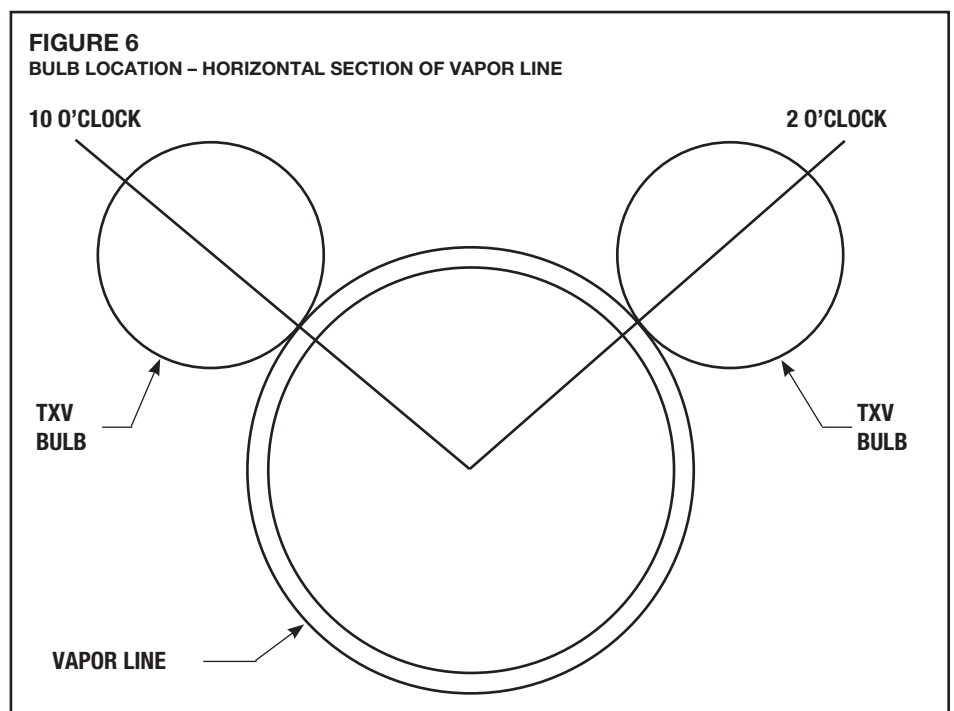 FIGURE 6
BULB LOCATION – HORIZONTAL SECTION OF VAPOR LINE
10 O'CLOCK
2 O'CLOCK
TXV
BULB
TXV
BULB
VAPOR LINE